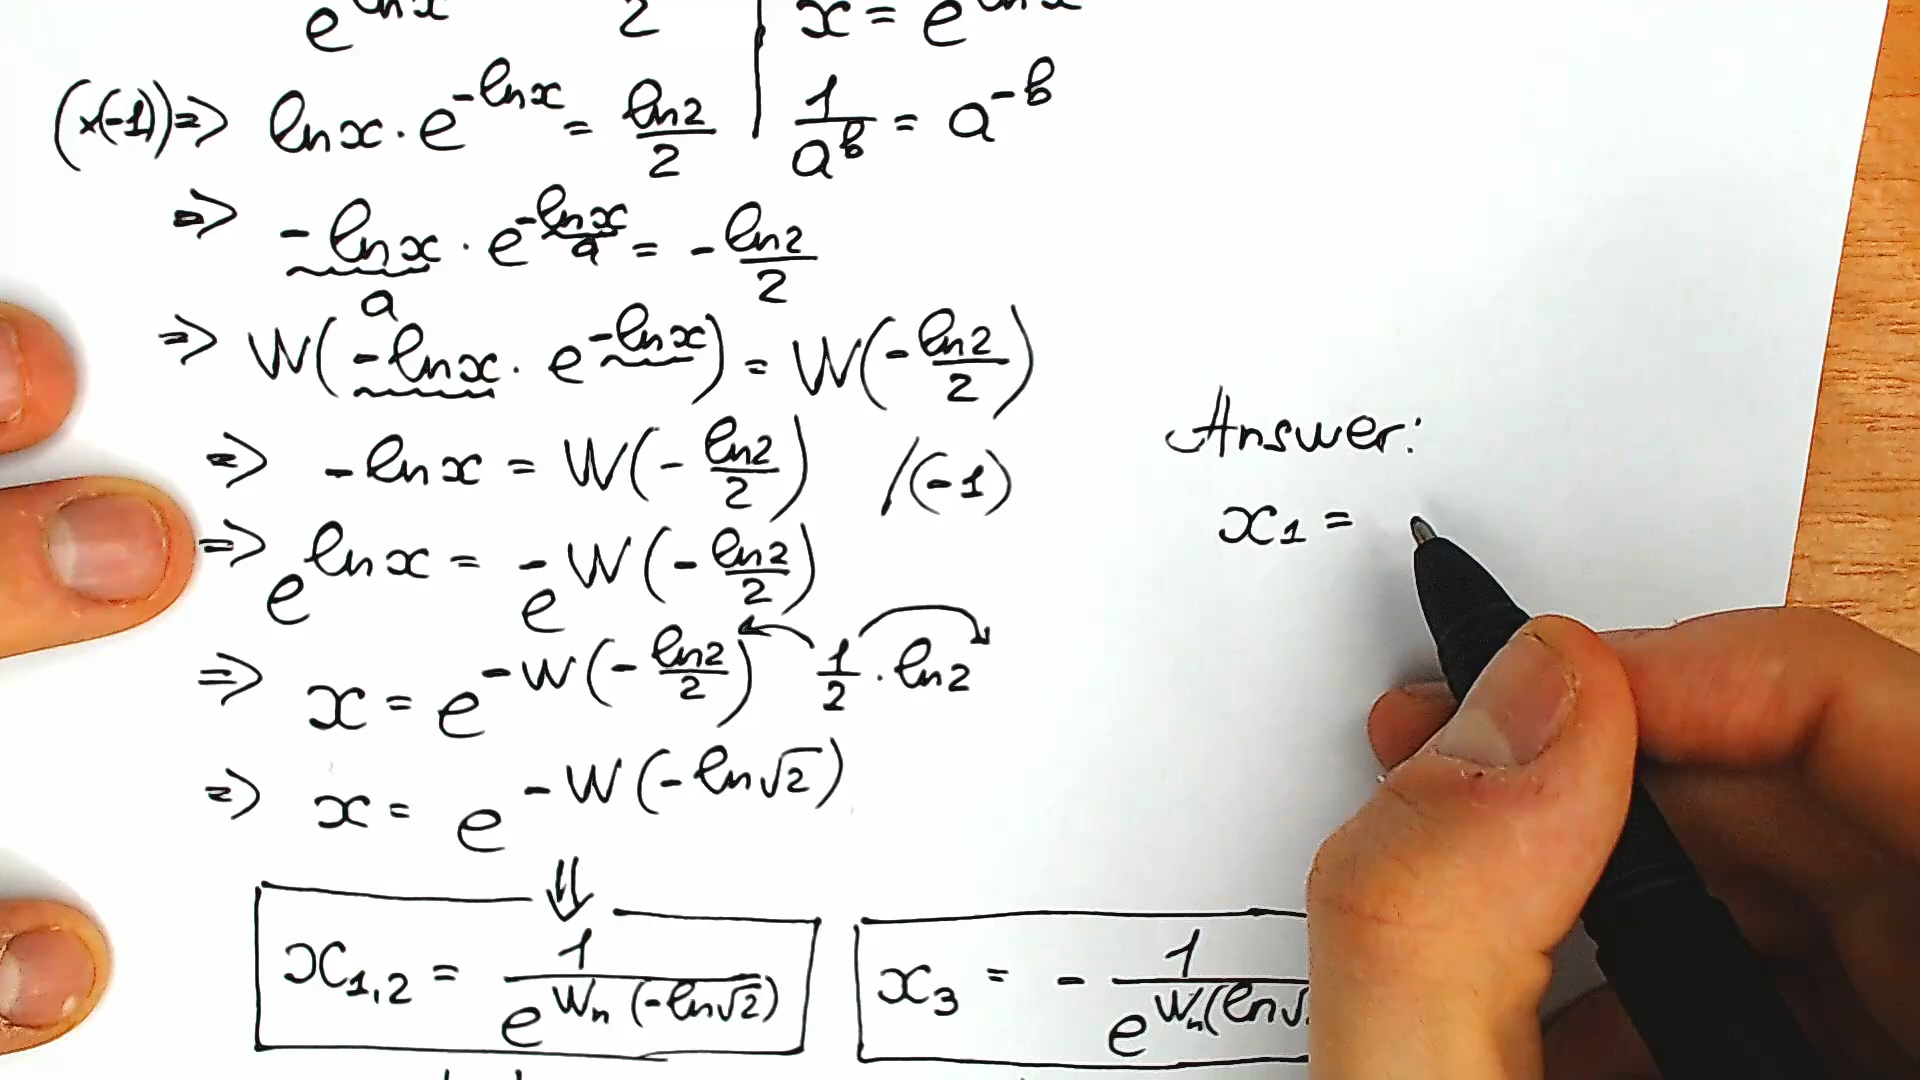 e^lnx 2 | x = e^lnx
(x(-1)) => lnx · e^-lnx = ln2/2 | 1/a^b = a^-b
=> -lnx · e^-lnx = - ln2/2
a a
=> W(-lnx · e^-lnx) = W(- ln2/2)
=> -lnx = W(- ln2/2) /(-1)
=> e^lnx = e^-W(- ln2/2)
=> x = e^-W(- ln2/2) 1/2 · ln2
=> x = e^-W(-ln√2)
⇓
x1,2 = 1/e^Wn(-ln√2)
x3 = - 1/e^Wn(ln√
Answer:
x1 =